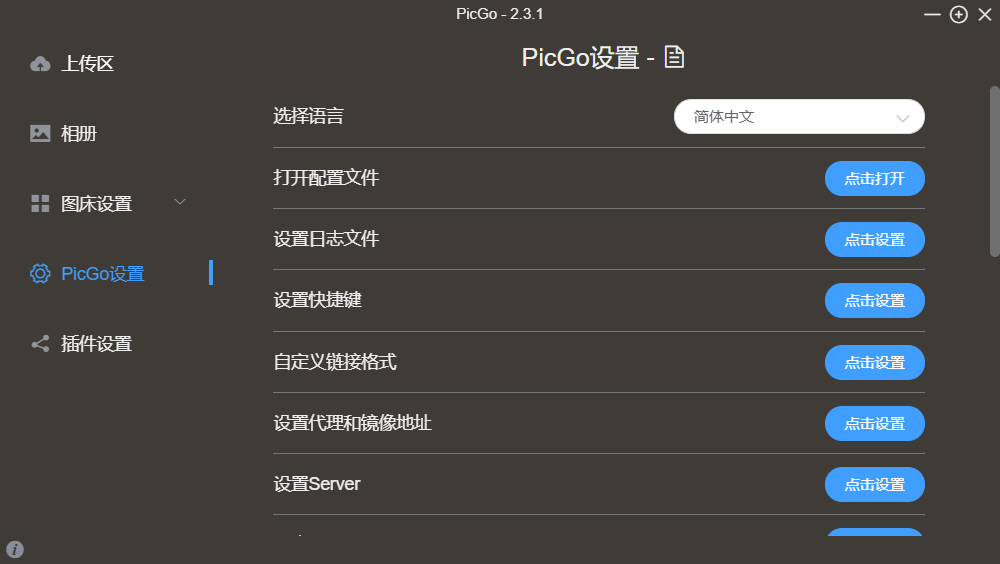 PicGo - 2.3.1
上传区
相册
图床设置
PicGo设置
插件设置
PicGo设置 -
选择语言
简体中文
打开配置文件
点击打开
设置日志文件
点击设置
设置快捷键
点击设置
自定义链接格式
点击设置
设置代理和镜像地址
点击设置
设置Server
点击设置